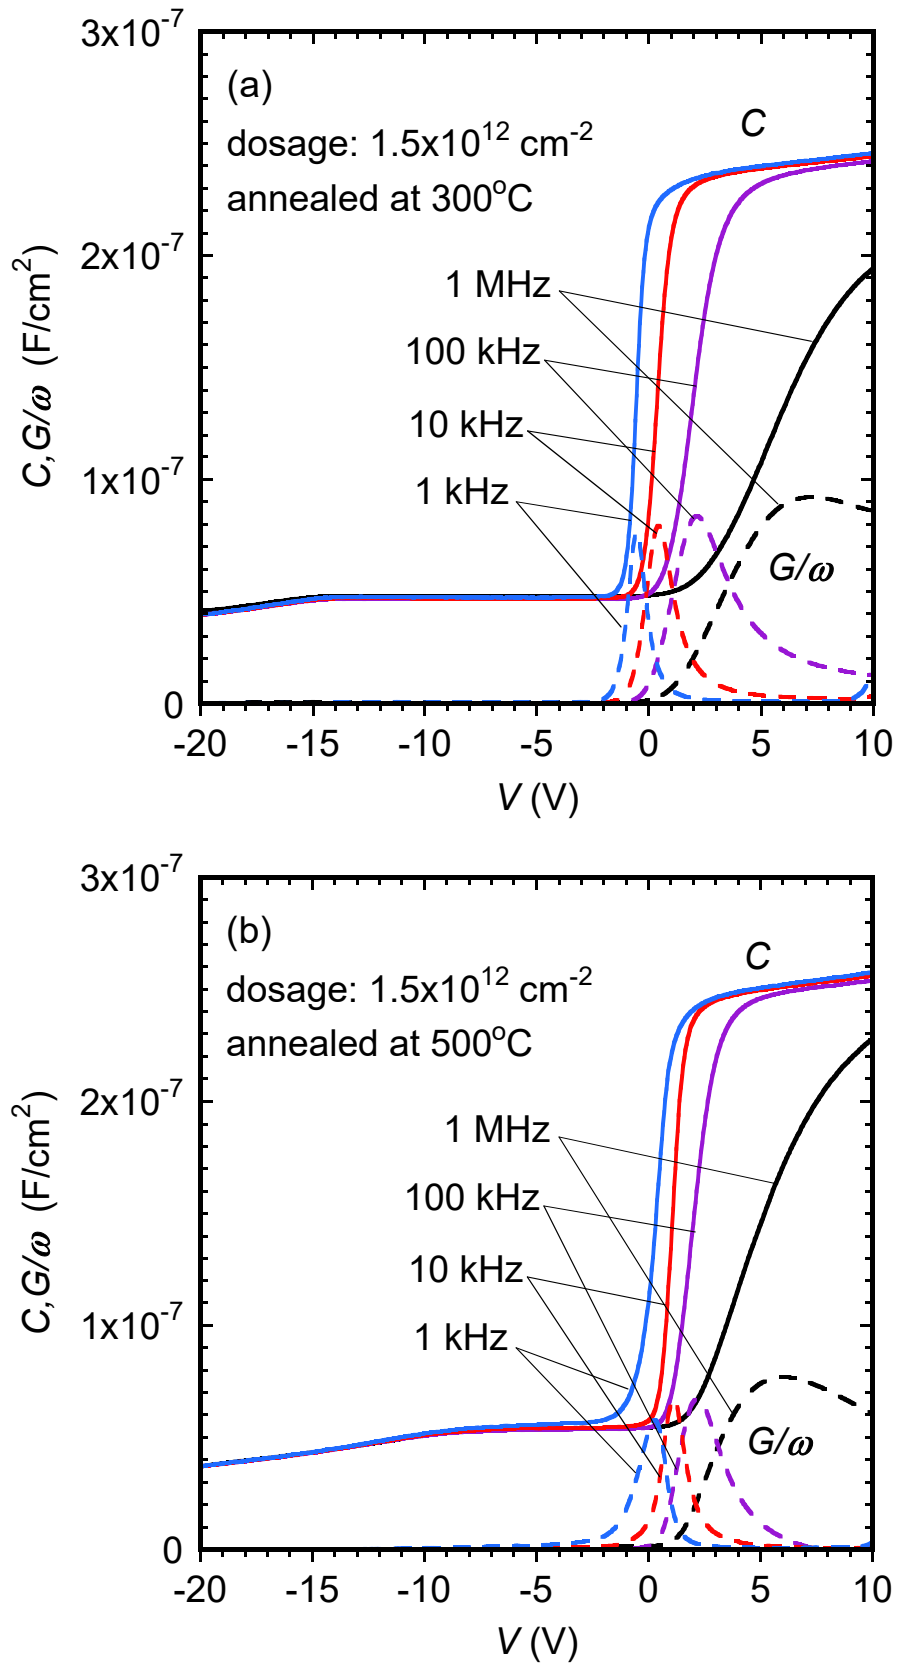 3x10⁻⁷
(a)
C
dosage: 1.5x10¹² cm⁻²
annealed at 300°C
2x10⁻⁷
1 MHz
100 kHz
C,G/ω (F/cm²)
10 kHz
1x10⁻⁷
1 kHz
G/ω
0
-20 -15 -10 -5 0 5 10
V (V)
3x10⁻⁷
(b)
C
dosage: 1.5x10¹² cm⁻²
annealed at 500°C
2x10⁻⁷
1 MHz
100 kHz
C,G/ω (F/cm²)
10 kHz
1x10⁻⁷
1 kHz
G/ω
0
-20 -15 -10 -5 0 5 10
V (V)